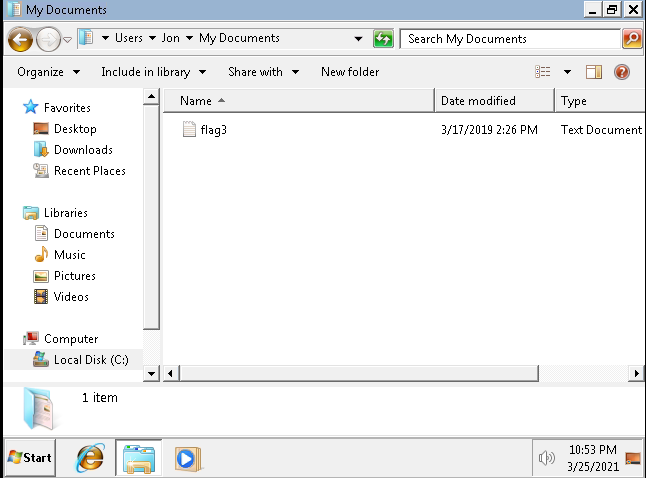 My Documents
Users Jon My Documents
Search My Documents
Organize Include in library Share with New folder
Name Date modified Type
flag3 3/17/2019 2:26 PM Text Document
Favorites
Desktop
Downloads
Recent Places
Libraries
Documents
Music
Pictures
Videos
Computer
Local Disk (C:)
1 item
Start
10:53 PM
3/25/2021